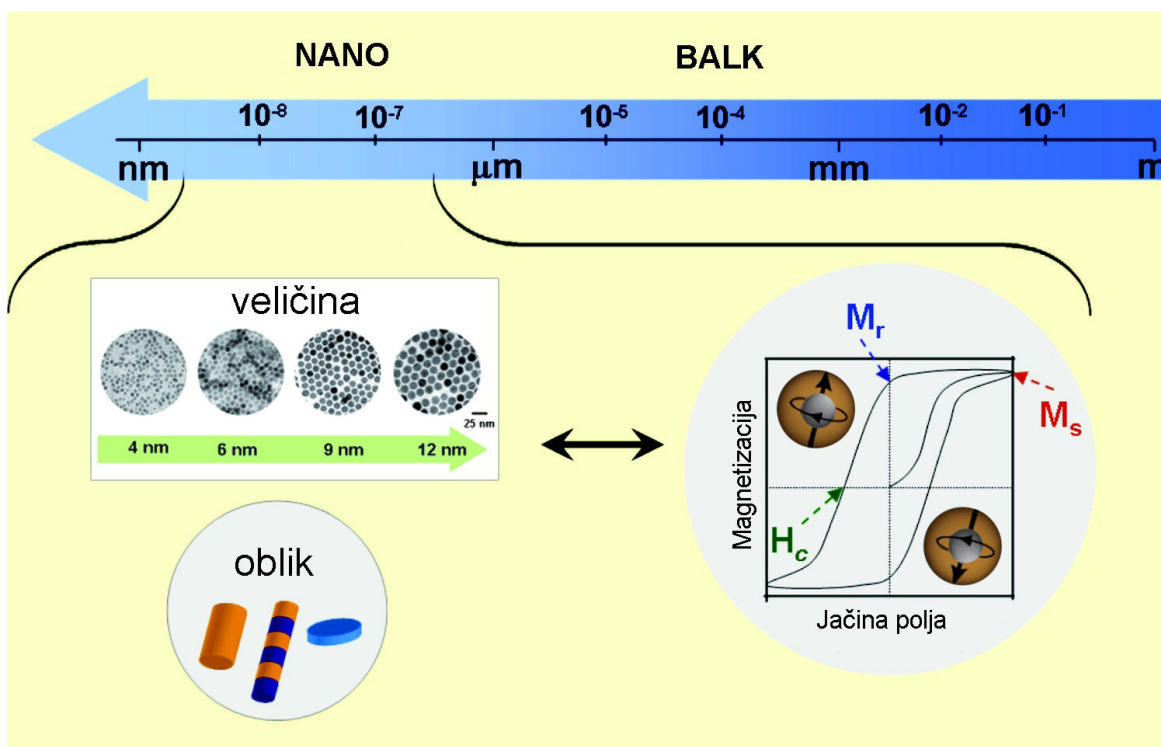 NANO BALK
10⁻⁸ 10⁻⁷ 10⁻⁵ 10⁻⁴ 10⁻² 10⁻¹
nm μm mm m
veličina
25 nm
4 nm 6 nm 9 nm 12 nm
oblik
Mr
Ms
Hc
Magnetizacija
Jačina polja